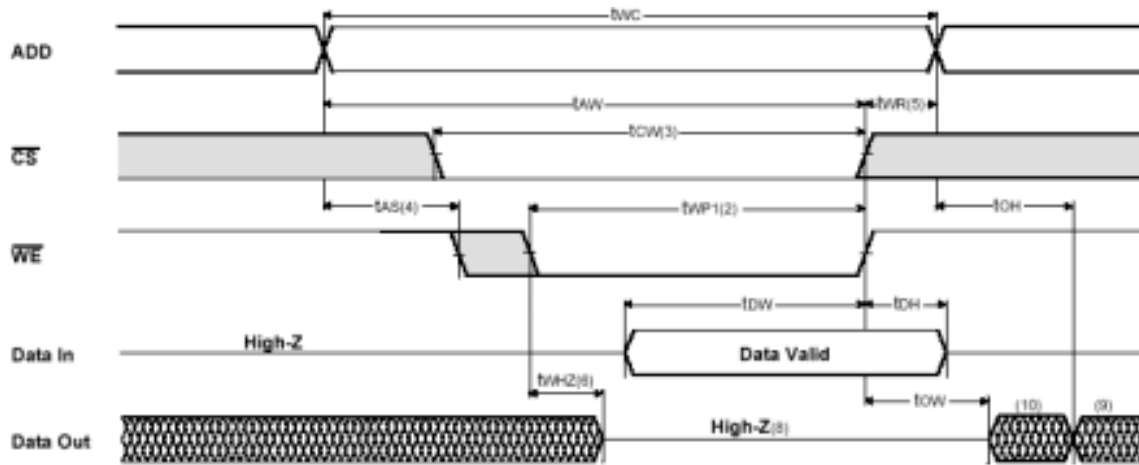 tWC
ADD
tAW tWR(5)
tCW(3)
CS
tAS(4) tWP1(2) tOH
WE
tDW tDH
High-Z
Data In Data Valid
tWHZ(6)
tOW (10) (9)
Data Out High-Z(8)